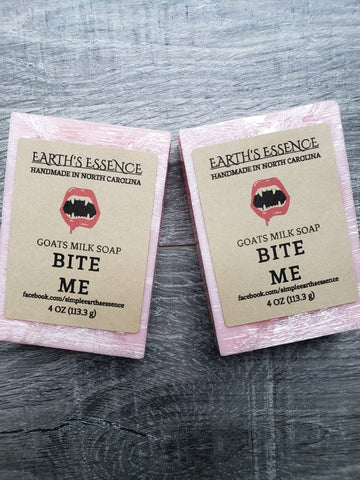 EARTH'S ESSENCE
HANDMADE IN NORTH CAROLINA
GOATS MILK SOAP
BITE
ME
facebook.com/simpleearthsessence
4 OZ (113.3 g)
EARTH'S ESSENCE
HANDMADE IN NORTH CAROLINA
GOATS MILK SOAP
BITE
ME
facebook.com/simpleearthsessence
4 OZ (113.3 g)